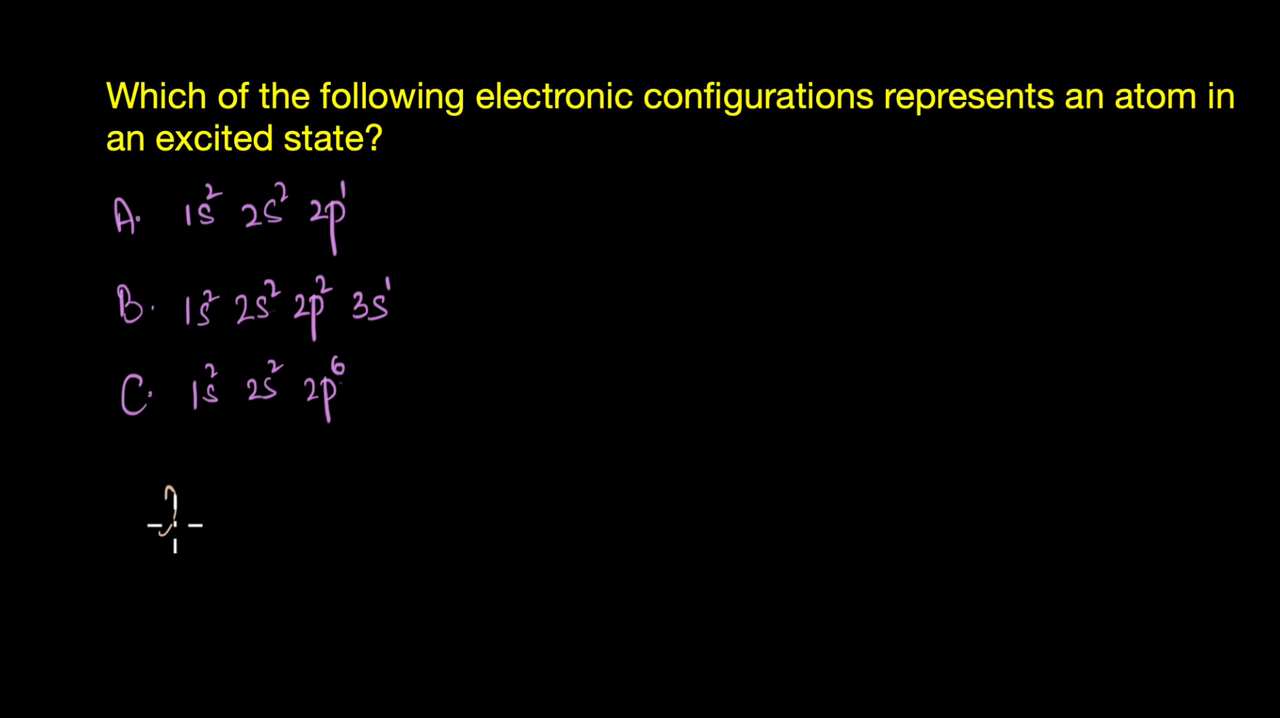 Which of the following electronic configurations represents an atom in
an excited state?
A. 1s² 2s² 2p¹
B. 1s² 2s² 2p² 3s¹
C. 1s² 2s² 2p⁶